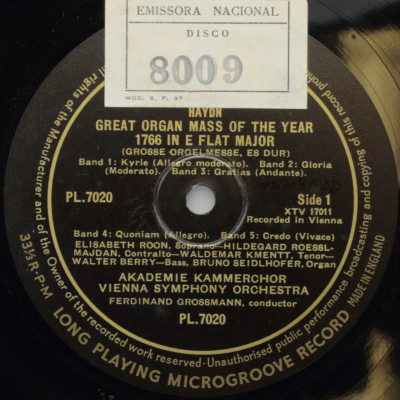 EMISSORA NACIONAL
DISCO
8009
MOD. S. P. 97
HAYDN
GREAT ORGAN MASS OF THE YEAR
1766 IN E FLAT MAJOR
(GROSSE ORGELMESSE, ES DUR)
Band 1: Kyrie (Allegro moderato). Band 2: Gloria
(Moderato). Band 3: Gratias (Andante).
PL.7020
Side 1
XTV 17011
Recorded in Vienna
Band 4: Quoniam (Allegro). Band 5: Credo (Vivace)
ELISABETH ROON, Soprano—HILDEGARD ROESSL-
MAJDAN, Contralto—WALDEMAR KMENTT, Tenor—
WALTER BERRY—Bass, BRUNO SEIDLHOFER, Organ
AKADEMIE KAMMERCHOR
VIENNA SYMPHONY ORCHESTRA
FERDINAND GROSSMANN, conductor
PL.7020
33⅓ R•P•M
LONG PLAYING MICROGROOVE RECORD
MADE IN ENGLAND
rights of the Manufacturer and of the Owner of the recorded work reserved·Unauthorised public performance broadcasting and copying of this record